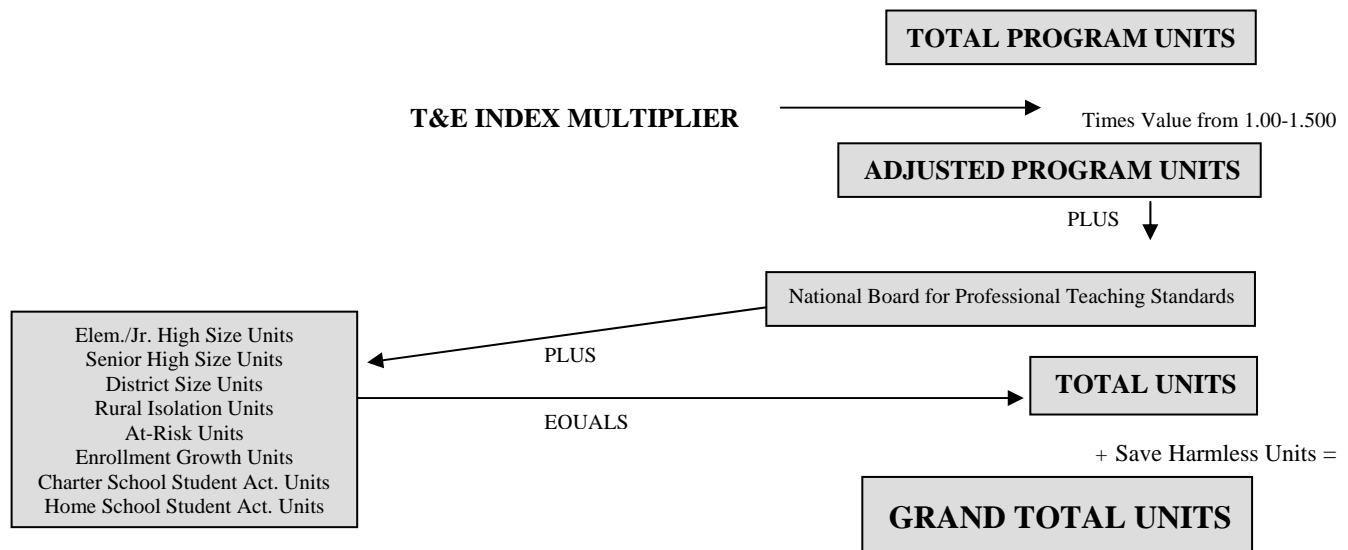 TOTAL PROGRAM UNITS
T&E INDEX MULTIPLIER
Times Value from 1.00-1.500
ADJUSTED PROGRAM UNITS
PLUS
National Board for Professional Teaching Standards
PLUS
Elem./Jr. High Size Units
Senior High Size Units
District Size Units
Rural Isolation Units
At-Risk Units
Enrollment Growth Units
Charter School Student Act. Units
Home School Student Act. Units
EQUALS
TOTAL UNITS
+ Save Harmless Units =
GRAND TOTAL UNITS